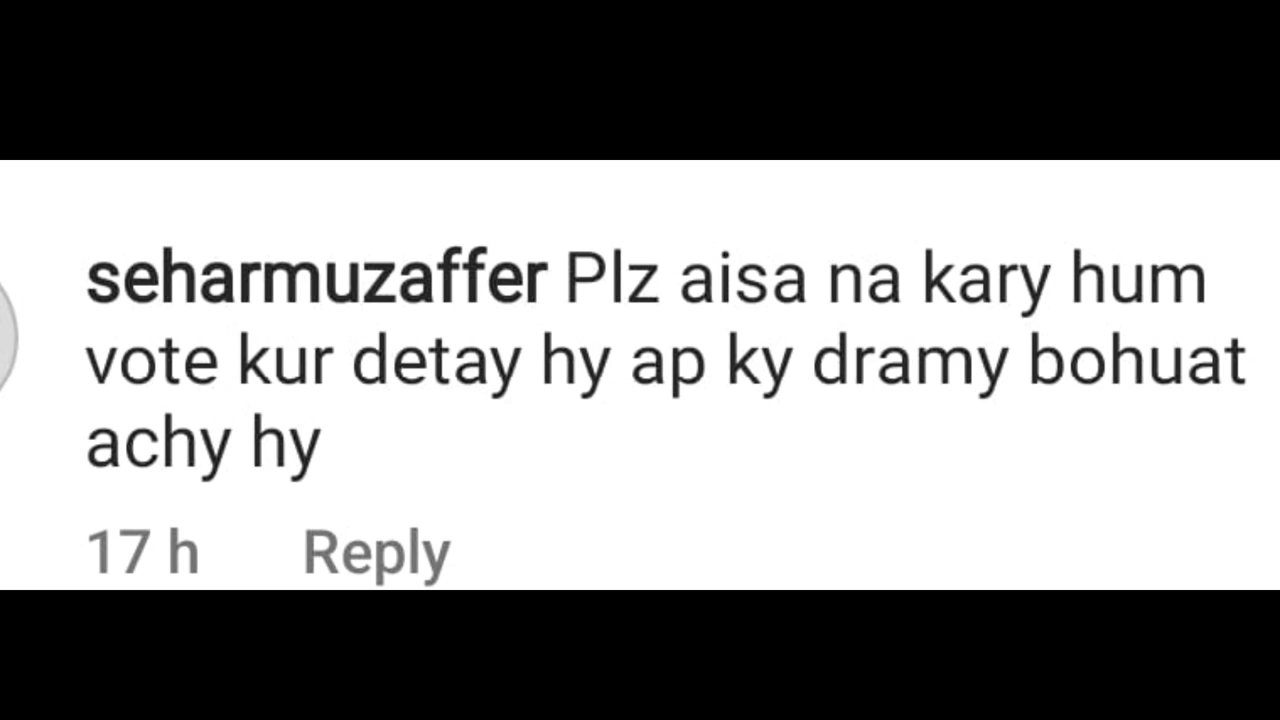 seharmuzaffer Plz aisa na kary hum
vote kur detay hy ap ky dramy bohuat
achy hy
17 h Reply